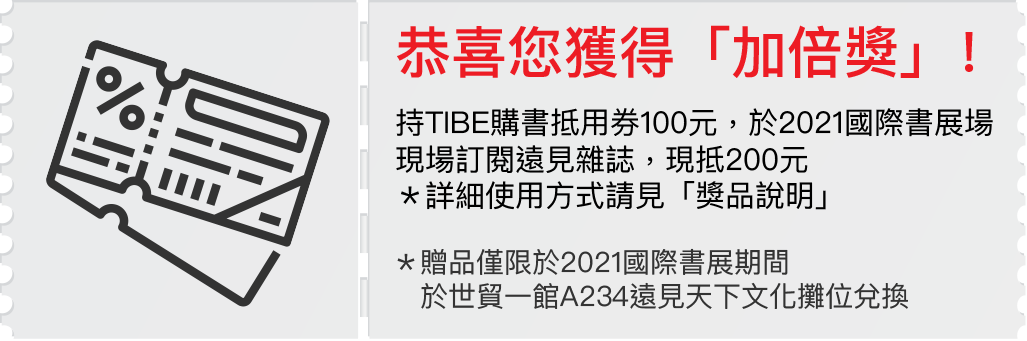 恭喜您獲得「加倍獎」!
持TIBE購書抵用券100元，於2021國際書展場
現場訂閱遠見雜誌，現抵200元
＊詳細使用方式請見「獎品說明」
＊贈品僅限於2021國際書展期間
於世貿一館A234遠見天下文化攤位兌換